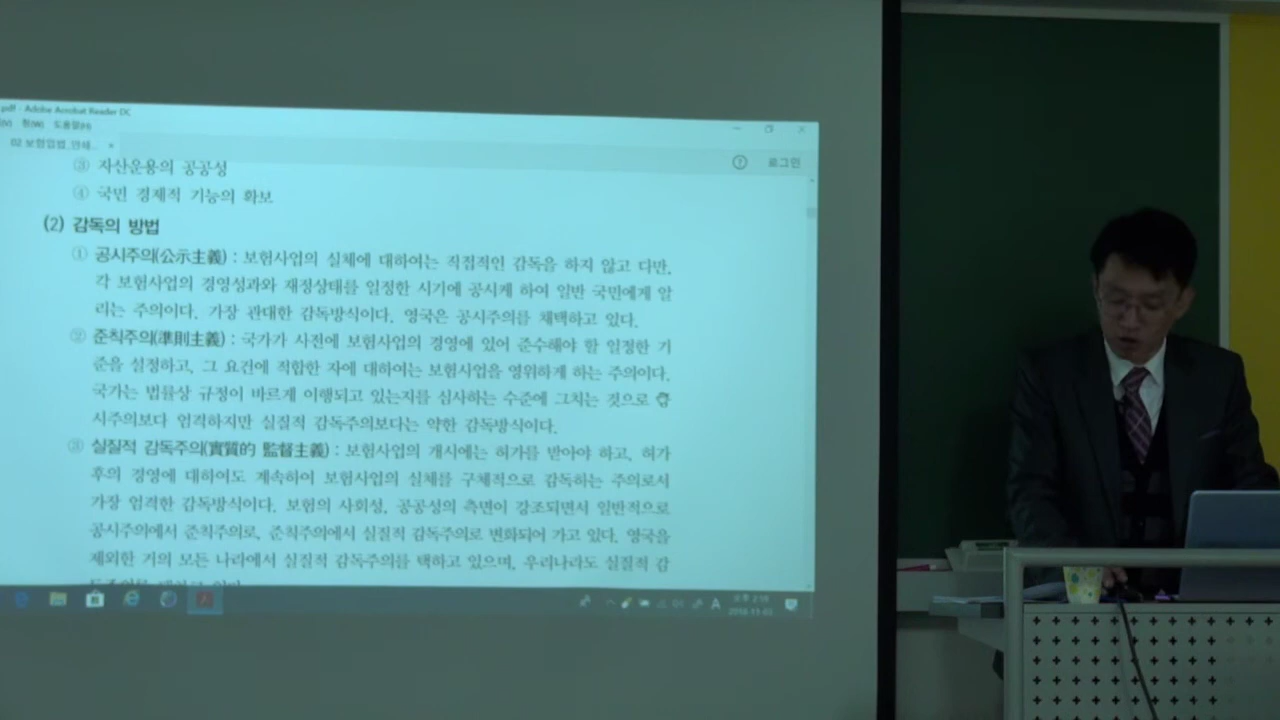 pdf - Adobe Acrobat Reader DC
창(W) 도움말(H)
02 보험업법_인쇄...
로그인
③ 자산운용의 공공성
④ 국민 경제적 기능의 확보
(2) 감독의 방법
① 공시주의(公示主義) : 보험사업의 실체에 대하여는 직접적인 감독을 하지 않고 다만,
각 보험사업의 경영성과와 재정상태를 일정한 시기에 공시케 하여 일반 국민에게 알
리는 주의이다. 가장 관대한 감독방식이다. 영국은 공시주의를 채택하고 있다.
② 준칙주의(準則主義) : 국가가 사전에 보험사업의 경영에 있어 준수해야 할 일정한 기
준을 설정하고, 그 요건에 적합한 자에 대하여는 보험사업을 영위하게 하는 주의이다.
국가는 법률상 규정이 바르게 이행되고 있는지를 심사하는 수준에 그치는 것으로 공
시주의보다 엄격하지만 실질적 감독주의보다는 약한 감독방식이다.
③ 실질적 감독주의(實質的 監督主義) : 보험사업의 개시에는 허가를 받아야 하고, 허가
후의 경영에 대하여도 계속하여 보험사업의 실체를 구체적으로 감독하는 주의로서
가장 엄격한 감독방식이다. 보험의 사회성, 공공성의 측면이 강조되면서 일반적으로
공시주의에서 준칙주의로, 준칙주의에서 실질적 감독주의로 변화되어 가고 있다. 영국을
제외한 거의 모든 나라에서 실질적 감독주의를 택하고 있으며, 우리나라도 실질적 감
A
오후 2:16